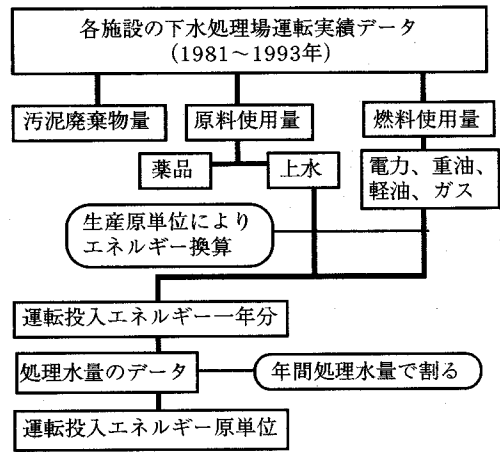 各施設の下水処理場運転実績データ
(1981～1993年)
汚泥廃棄物量
原料使用量
燃料使用量
薬品
上水
電力、重油、
軽油、ガス
生産原単位により
エネルギー換算
運転投入エネルギー一年分
処理水量のデータ
年間処理水量で割る
運転投入エネルギー原単位